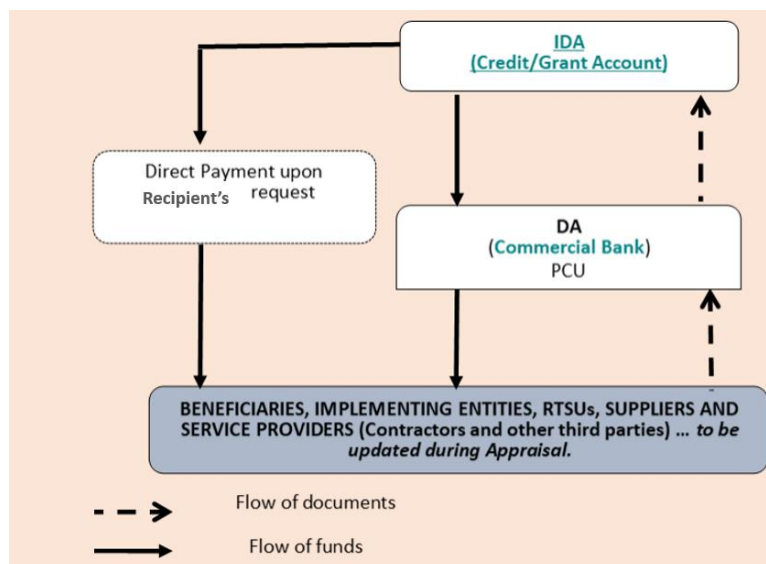 IDA
(Credit/Grant Account)
Direct Payment upon
Recipient's request
DA
(Commercial Bank)
PCU
BENEFICIARIES, IMPLEMENTING ENTITIES, RTSUs, SUPPLIERS AND
SERVICE PROVIDERS (Contractors and other third parties) ... to be
updated during Appraisal.
Flow of documents
Flow of funds